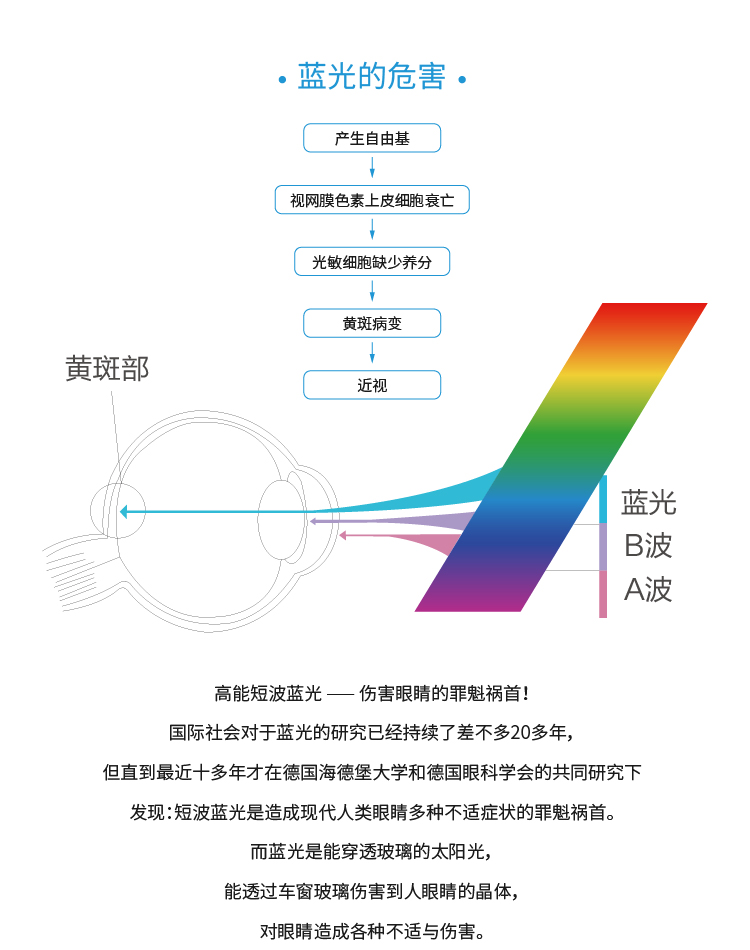 • 蓝光的危害 •
产生自由基
视网膜色素上皮细胞衰亡
光敏细胞缺少养分
黄斑病变
近视
黄斑部
蓝光
B波
A波
高能短波蓝光 —— 伤害眼睛的罪魁祸首！
国际社会对于蓝光的研究已经持续了差不多20多年，
但直到最近十多年才在德国海德堡大学和德国眼科学会的共同研究下
发现：短波蓝光是造成现代人类眼睛多种不适症状的罪魁祸首。
而蓝光是能穿透玻璃的太阳光，
能透过车窗玻璃伤害到人眼睛的晶体，
对眼睛造成各种不适与伤害。